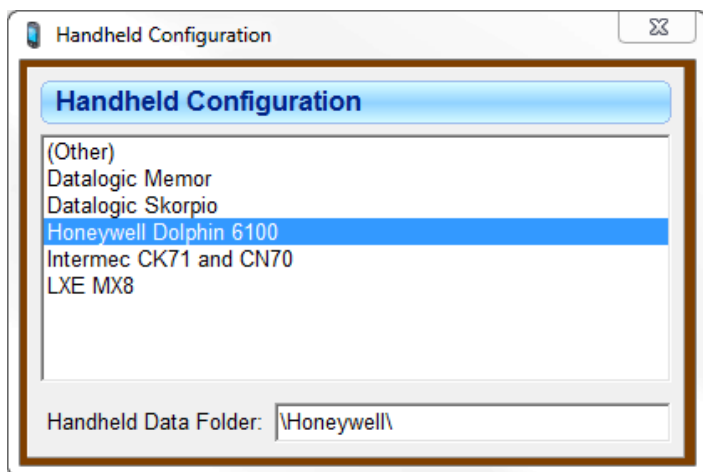 Handheld Configuration
Handheld Configuration
(Other)
Datalogic Memor
Datalogic Skorpio
Honeywell Dolphin 6100
Intermec CK71 and CN70
LXE MX8
Handheld Data Folder: \Honeywell\